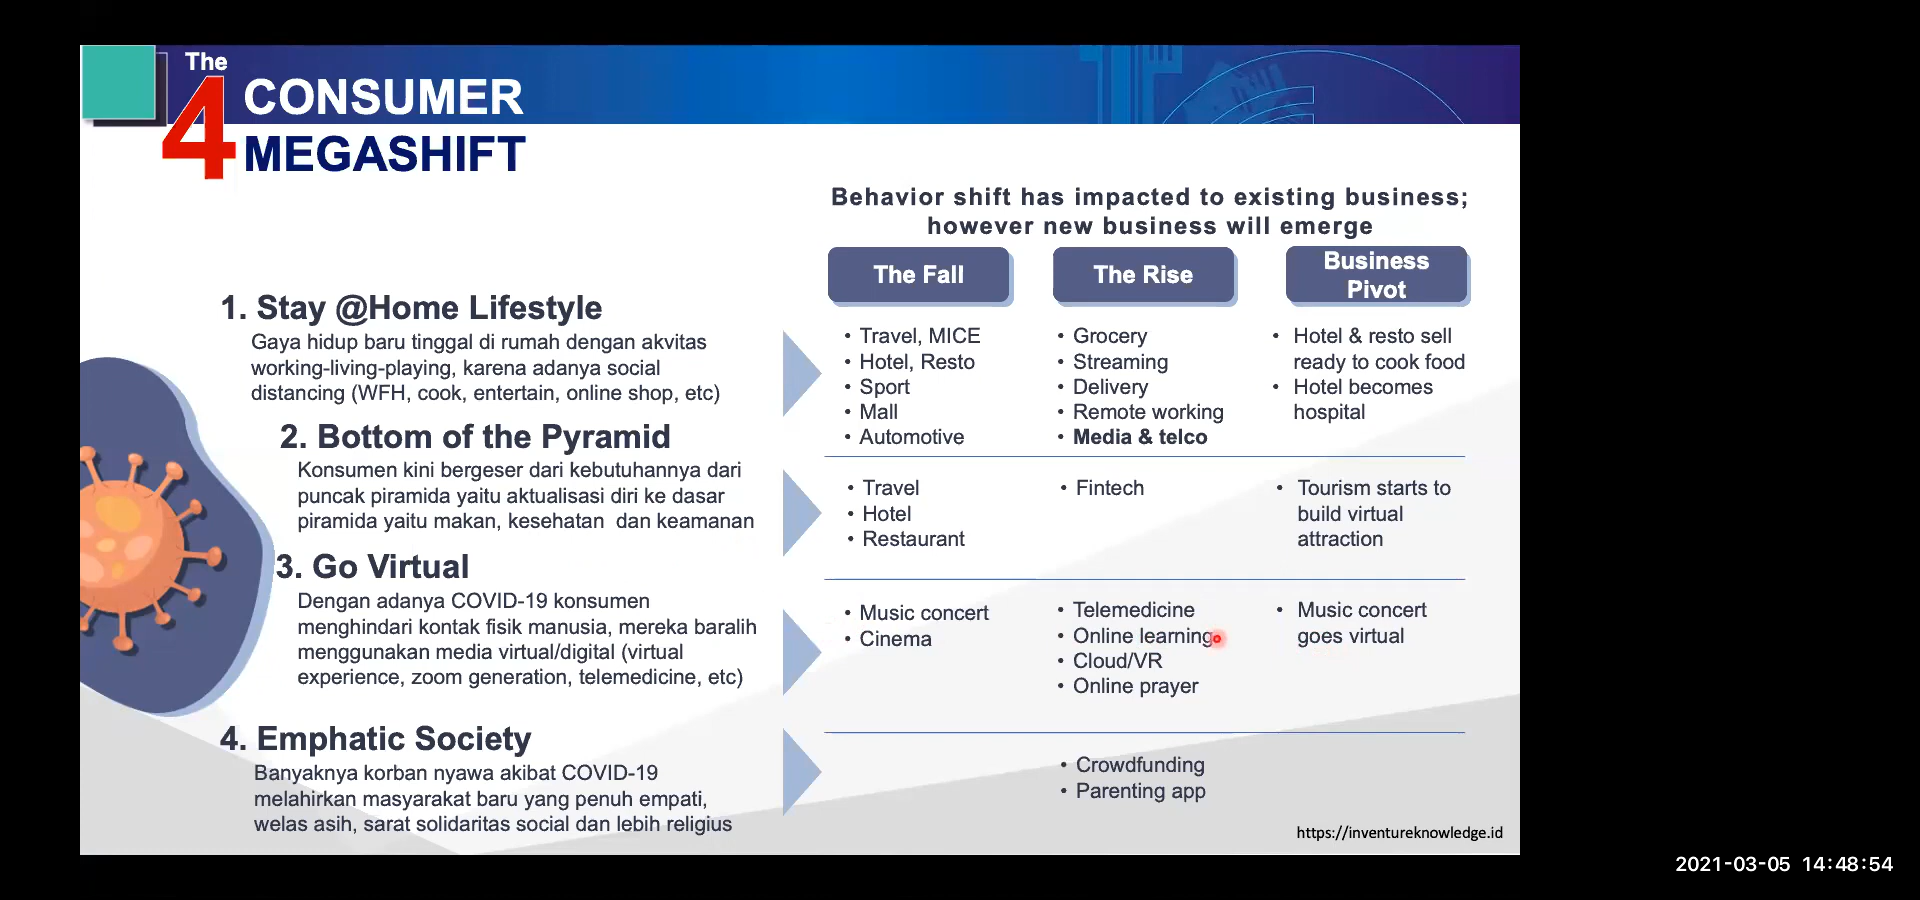 The
4 CONSUMER
MEGASHIFT
Behavior shift has impacted to existing business;
however new business will emerge
The Fall
The Rise
Business
Pivot
1. Stay @Home Lifestyle
Gaya hidup baru tinggal di rumah dengan akvitas
working-living-playing, karena adanya social
distancing (WFH, cook, entertain, online shop, etc)
• Travel, MICE
• Hotel, Resto
• Sport
• Mall
• Automotive
• Grocery
• Streaming
• Delivery
• Remote working
• Media & telco
• Hotel & resto sell
ready to cook food
• Hotel becomes
hospital
2. Bottom of the Pyramid
Konsumen kini bergeser dari kebutuhannya dari
puncak piramida yaitu aktualisasi diri ke dasar
piramida yaitu makan, kesehatan dan keamanan
• Travel
• Hotel
• Restaurant
• Fintech
• Tourism starts to
build virtual
attraction
3. Go Virtual
Dengan adanya COVID-19 konsumen
menghindari kontak fisik manusia, mereka baralih
menggunakan media virtual/digital (virtual
experience, zoom generation, telemedicine, etc)
• Music concert
• Cinema
• Telemedicine
• Online learning
• Cloud/VR
• Online prayer
• Music concert
goes virtual
4. Emphatic Society
Banyaknya korban nyawa akibat COVID-19
melahirkan masyarakat baru yang penuh empati,
welas asih, sarat solidaritas social dan lebih religius
• Crowdfunding
• Parenting app
https://inventureknowledge.id
2021-03-05 14:48:54